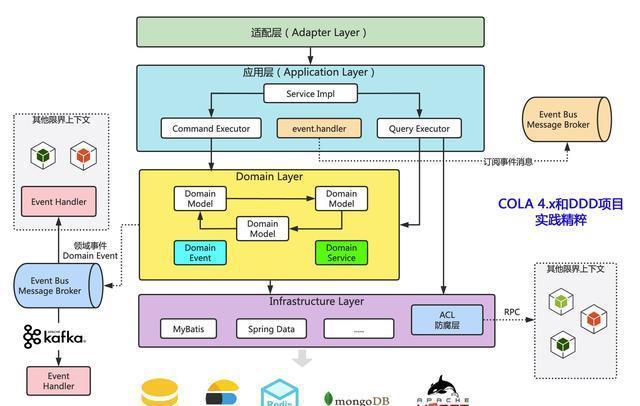 适配层（Adapter Layer）
应用层（Application Layer）
Service Impl
Command Executor
event.handler
Query Executor
Event Bus
Message Broker
订阅事件消息
其他限界上下文
Event Handler
领域事件
Domain Event
Event Bus
Message Broker
APACHE
kafka®
Event
Handler
Domain Layer
Domain
Model
Domain
Model
Domain
Model
Domain
Event
Domain
Service
COLA 4.x和DDD项目
实践精粹
Infrastructure Layer
MyBatis
Spring Data
......
ACL
防腐层
RPC
其他限界上下文
Redis
mongoDB
APACHE